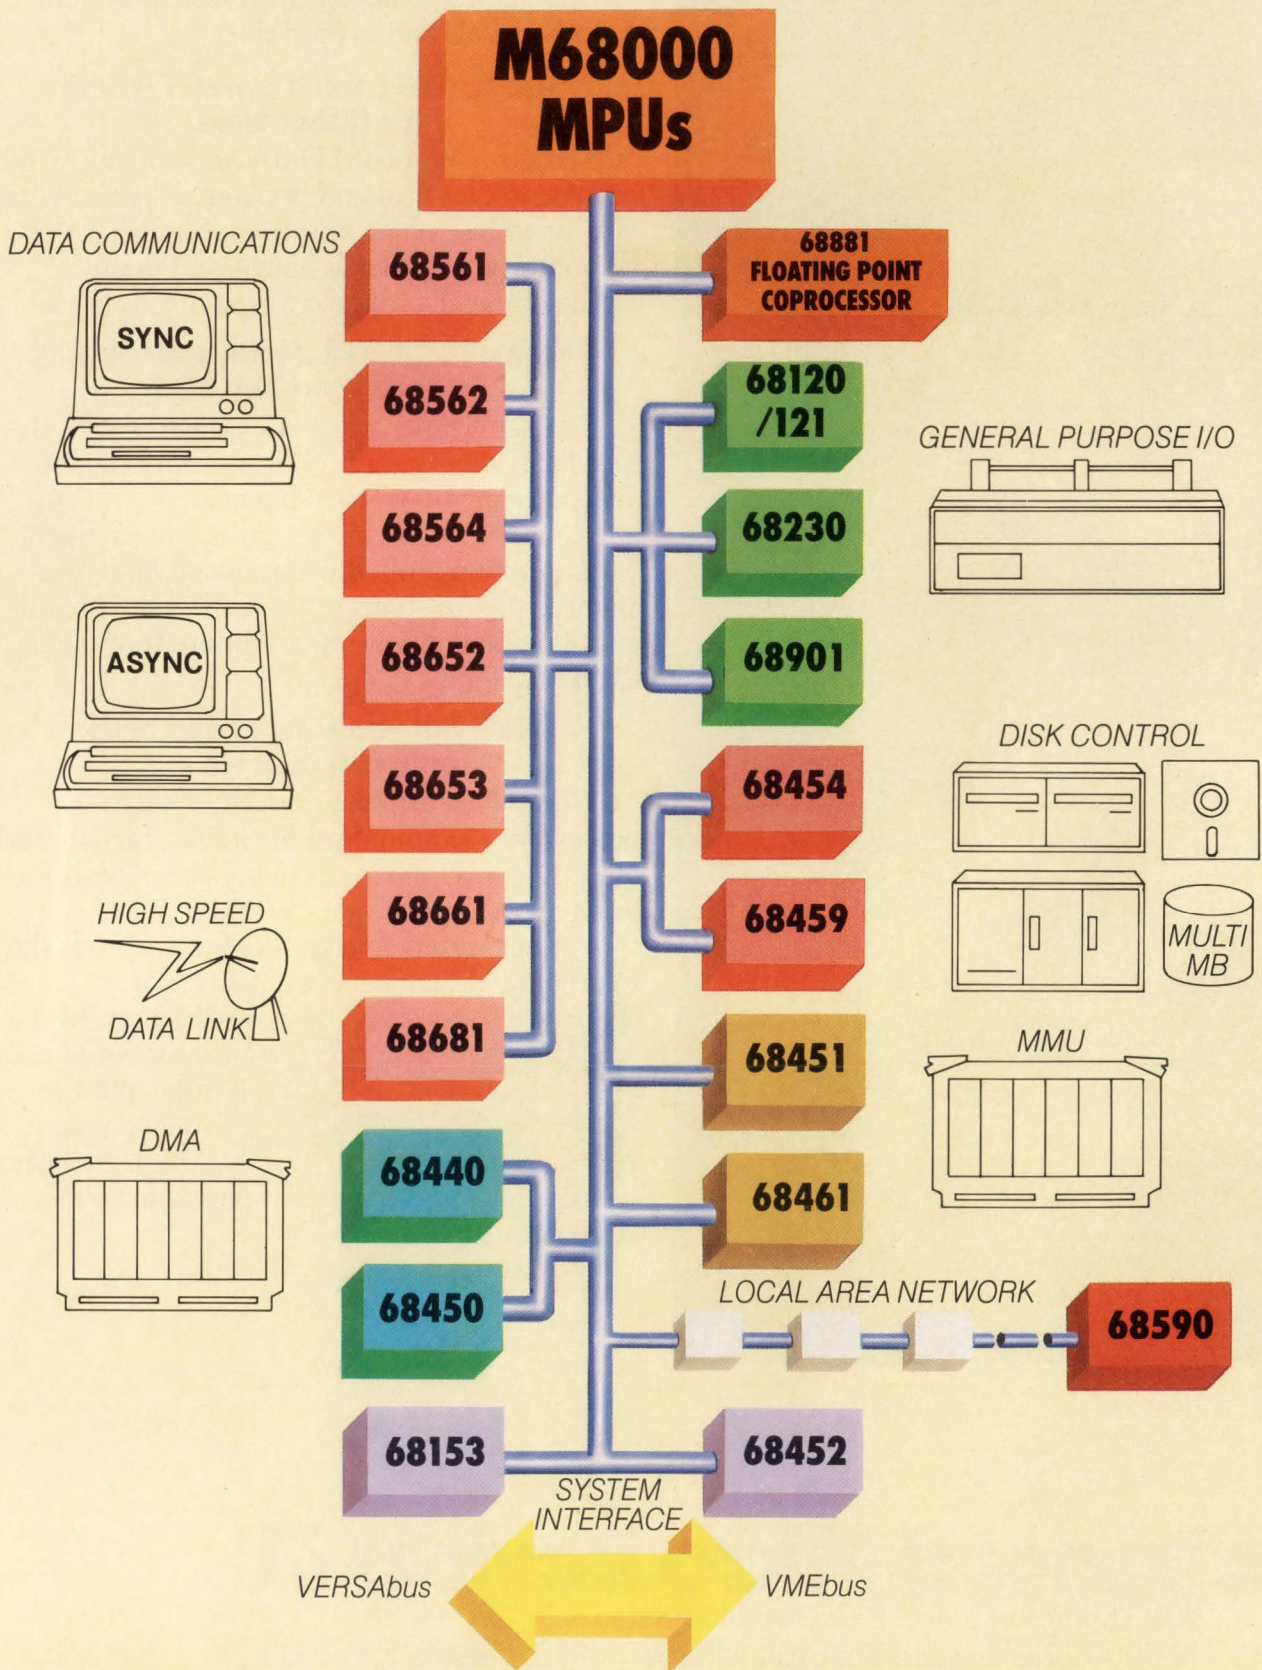 M68000
MPUs
DATA COMMUNICATIONS
SYNC
ASYNC
HIGH SPEED
DATA LINK
DMA
68561
68562
68564
68652
68653
68661
68681
68440
68450
68153
68881
FLOATING POINT
COPROCESSOR
68120
/121
68230
68901
GENERAL PURPOSE I/O
68454
68459
DISK CONTROL
MULTI
MB
68451
68461
MMU
LOCAL AREA NETWORK
68590
68452
SYSTEM
INTERFACE
VERSAbus
VMEbus